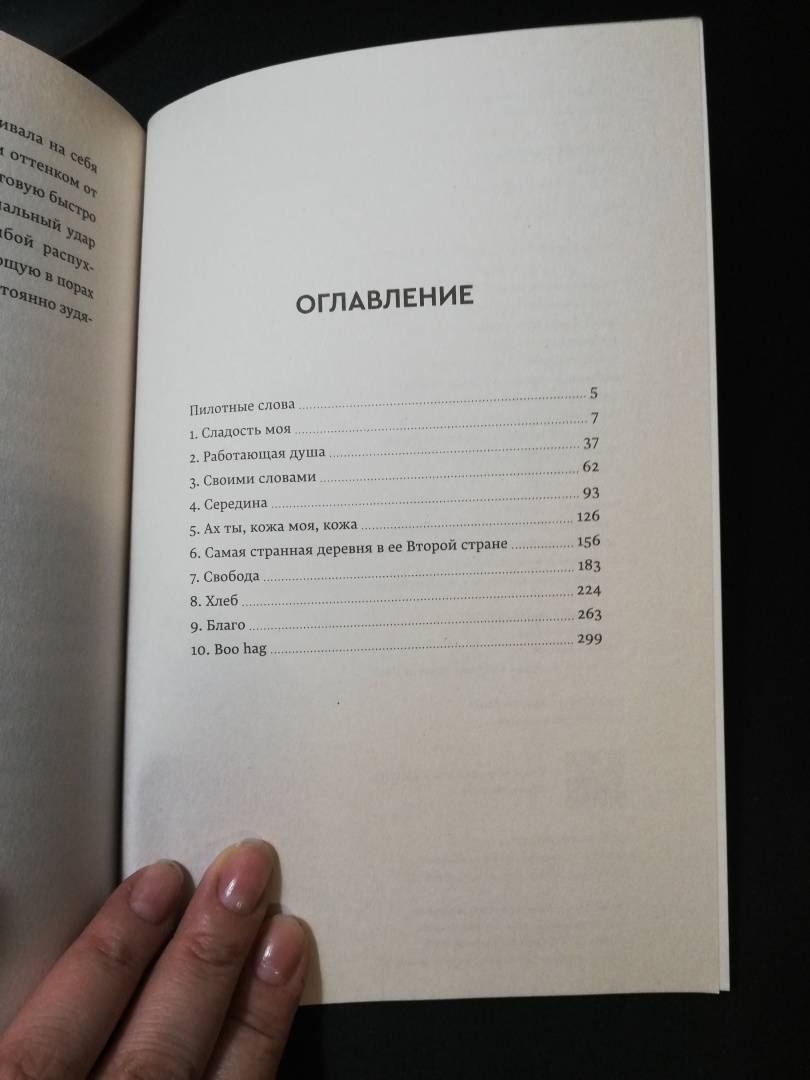 ивала на себя
оттенком от
товую быстро
альный удар
бой распух-
ющую в порах
стоянно зудя-
ОГЛАВЛЕНИЕ
Пилотные слова 5
1. Сладость моя 7
2. Работающая душа 37
3. Своими словами 62
4. Середина 93
5. Ах ты, кожа моя, кожа 126
6. Самая странная деревня в ее Второй стране 156
7. Свобода 183
8. Хлеб 224
9. Благо 263
10. Boo hag 299